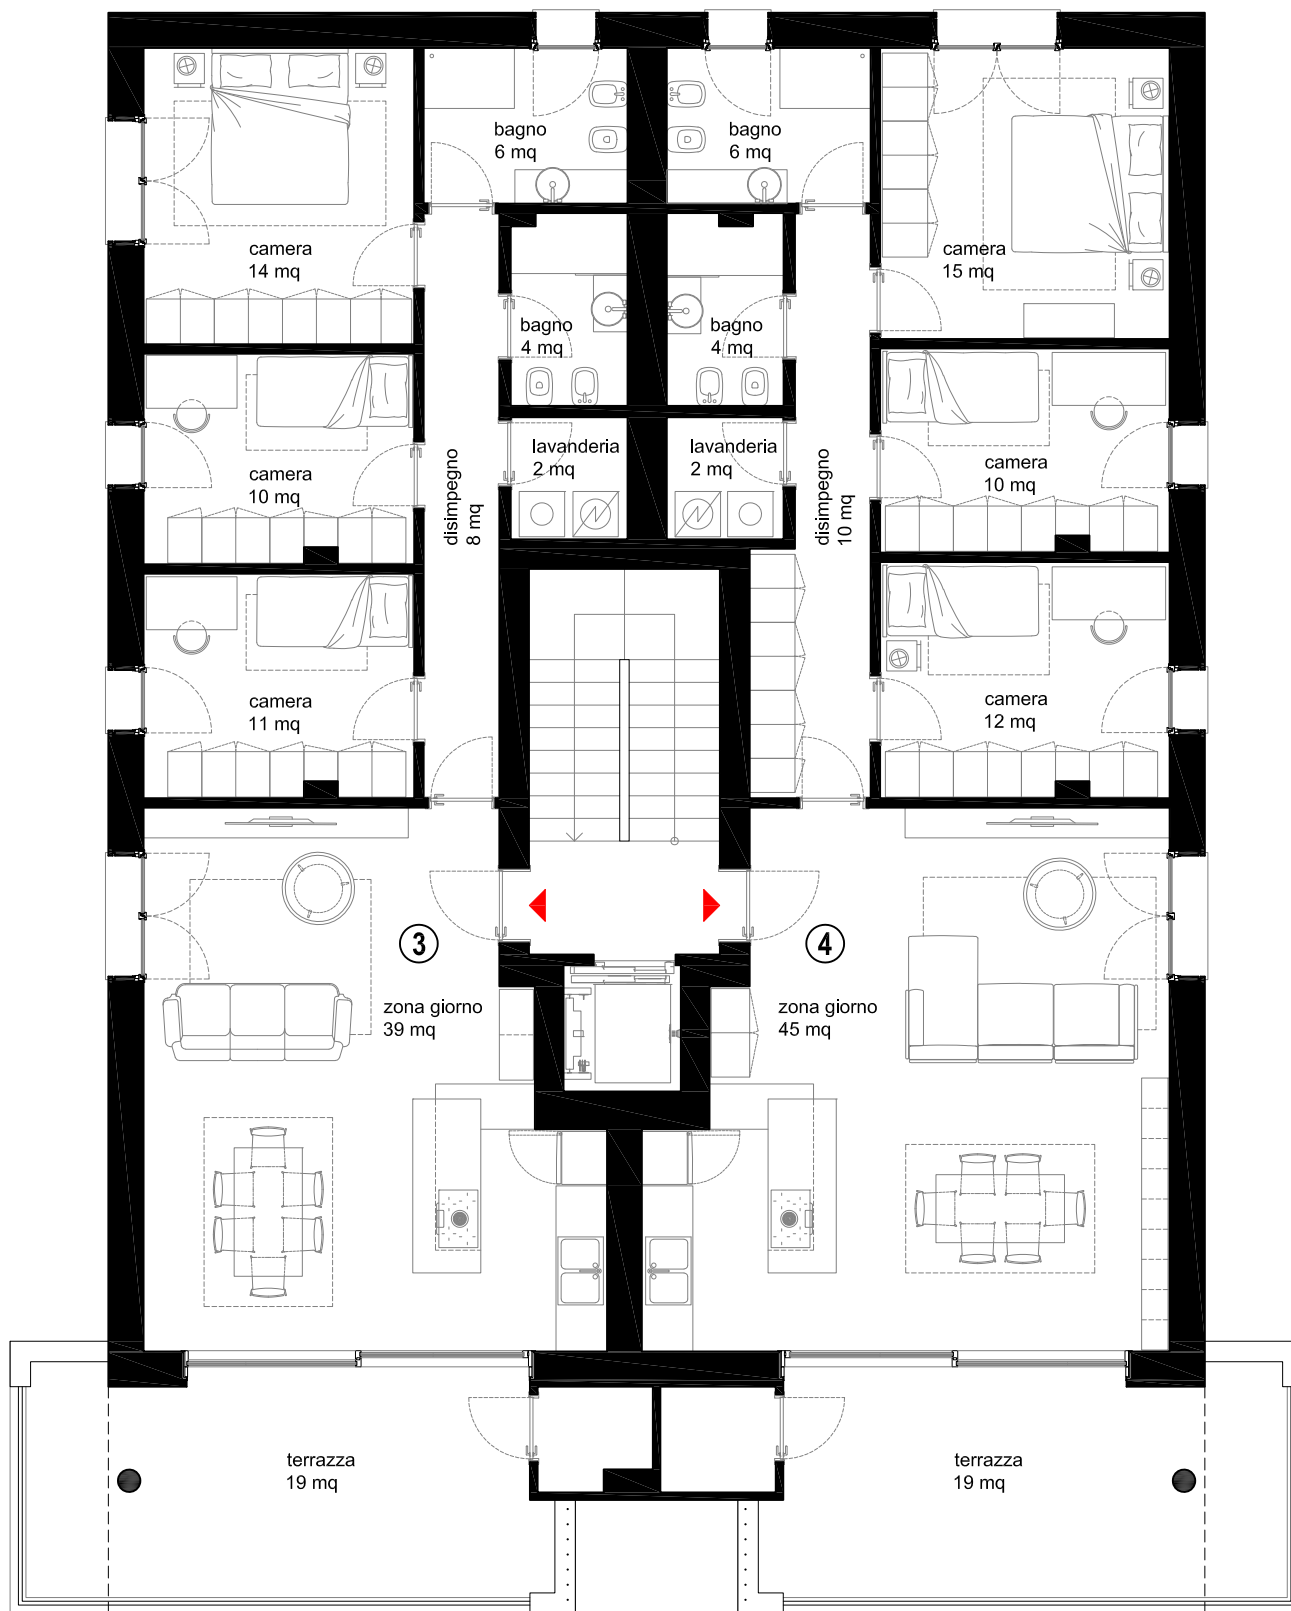 bagno
6 mq
bagno
6 mq
camera
14 mq
camera
15 mq
bagno
4 mq
bagno
4 mq
lavanderia
2 mq
lavanderia
2 mq
camera
10 mq
disimpegno
8 mq
disimpegno
10 mq
camera
10 mq
camera
11 mq
camera
12 mq
3
4
zona giorno
39 mq
zona giorno
45 mq
terrazza
19 mq
terrazza
19 mq